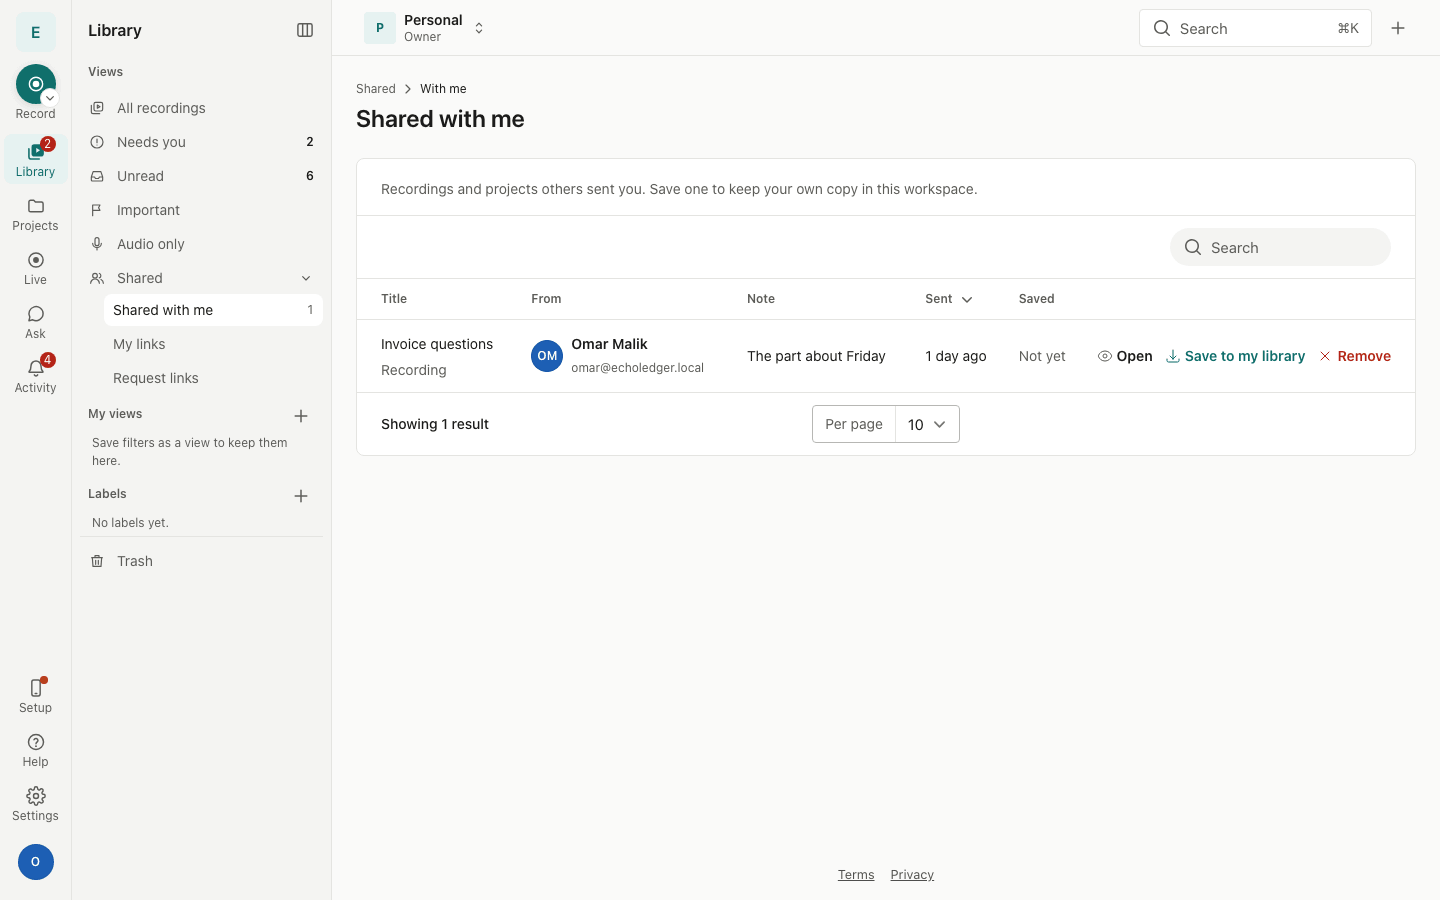 E
Record
2
Library
Projects
Live
Ask
4
Activity
Setup
Help
Settings
O
Library
Views
All recordings
Needs you 2
Unread 6
Important
Audio only
Shared
Shared with me 1
My links
Request links
My views
Save filters as a view to keep them
here.
Labels
No labels yet.
Trash
P
Personal
Owner
Search ⌘K
Shared With me
Shared with me
Recordings and projects others sent you. Save one to keep your own copy in this workspace.
Search
Title From Note Sent Saved
Invoice questions
Recording
OM
Omar Malik
omar@echoledger.local
The part about Friday
1 day ago
Not yet
Open
Save to my library
Remove
Showing 1 result
Per page 10
Terms Privacy